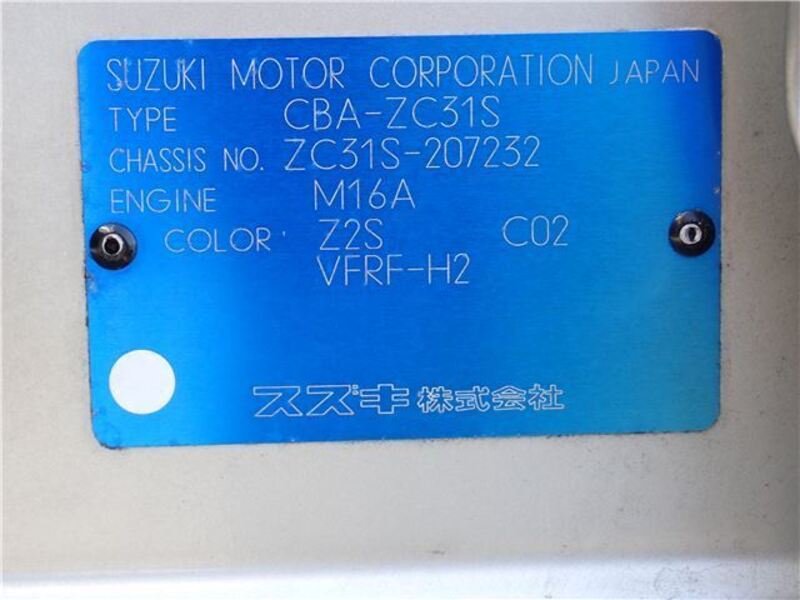 SUZUKI MOTOR CORPORATION JAPAN
TYPE CBA-ZC31S
CHASSIS NO. ZC31S-207232
ENGINE M16A
COLOR Z2S C02
VFRF-H2
スズキ株式会社